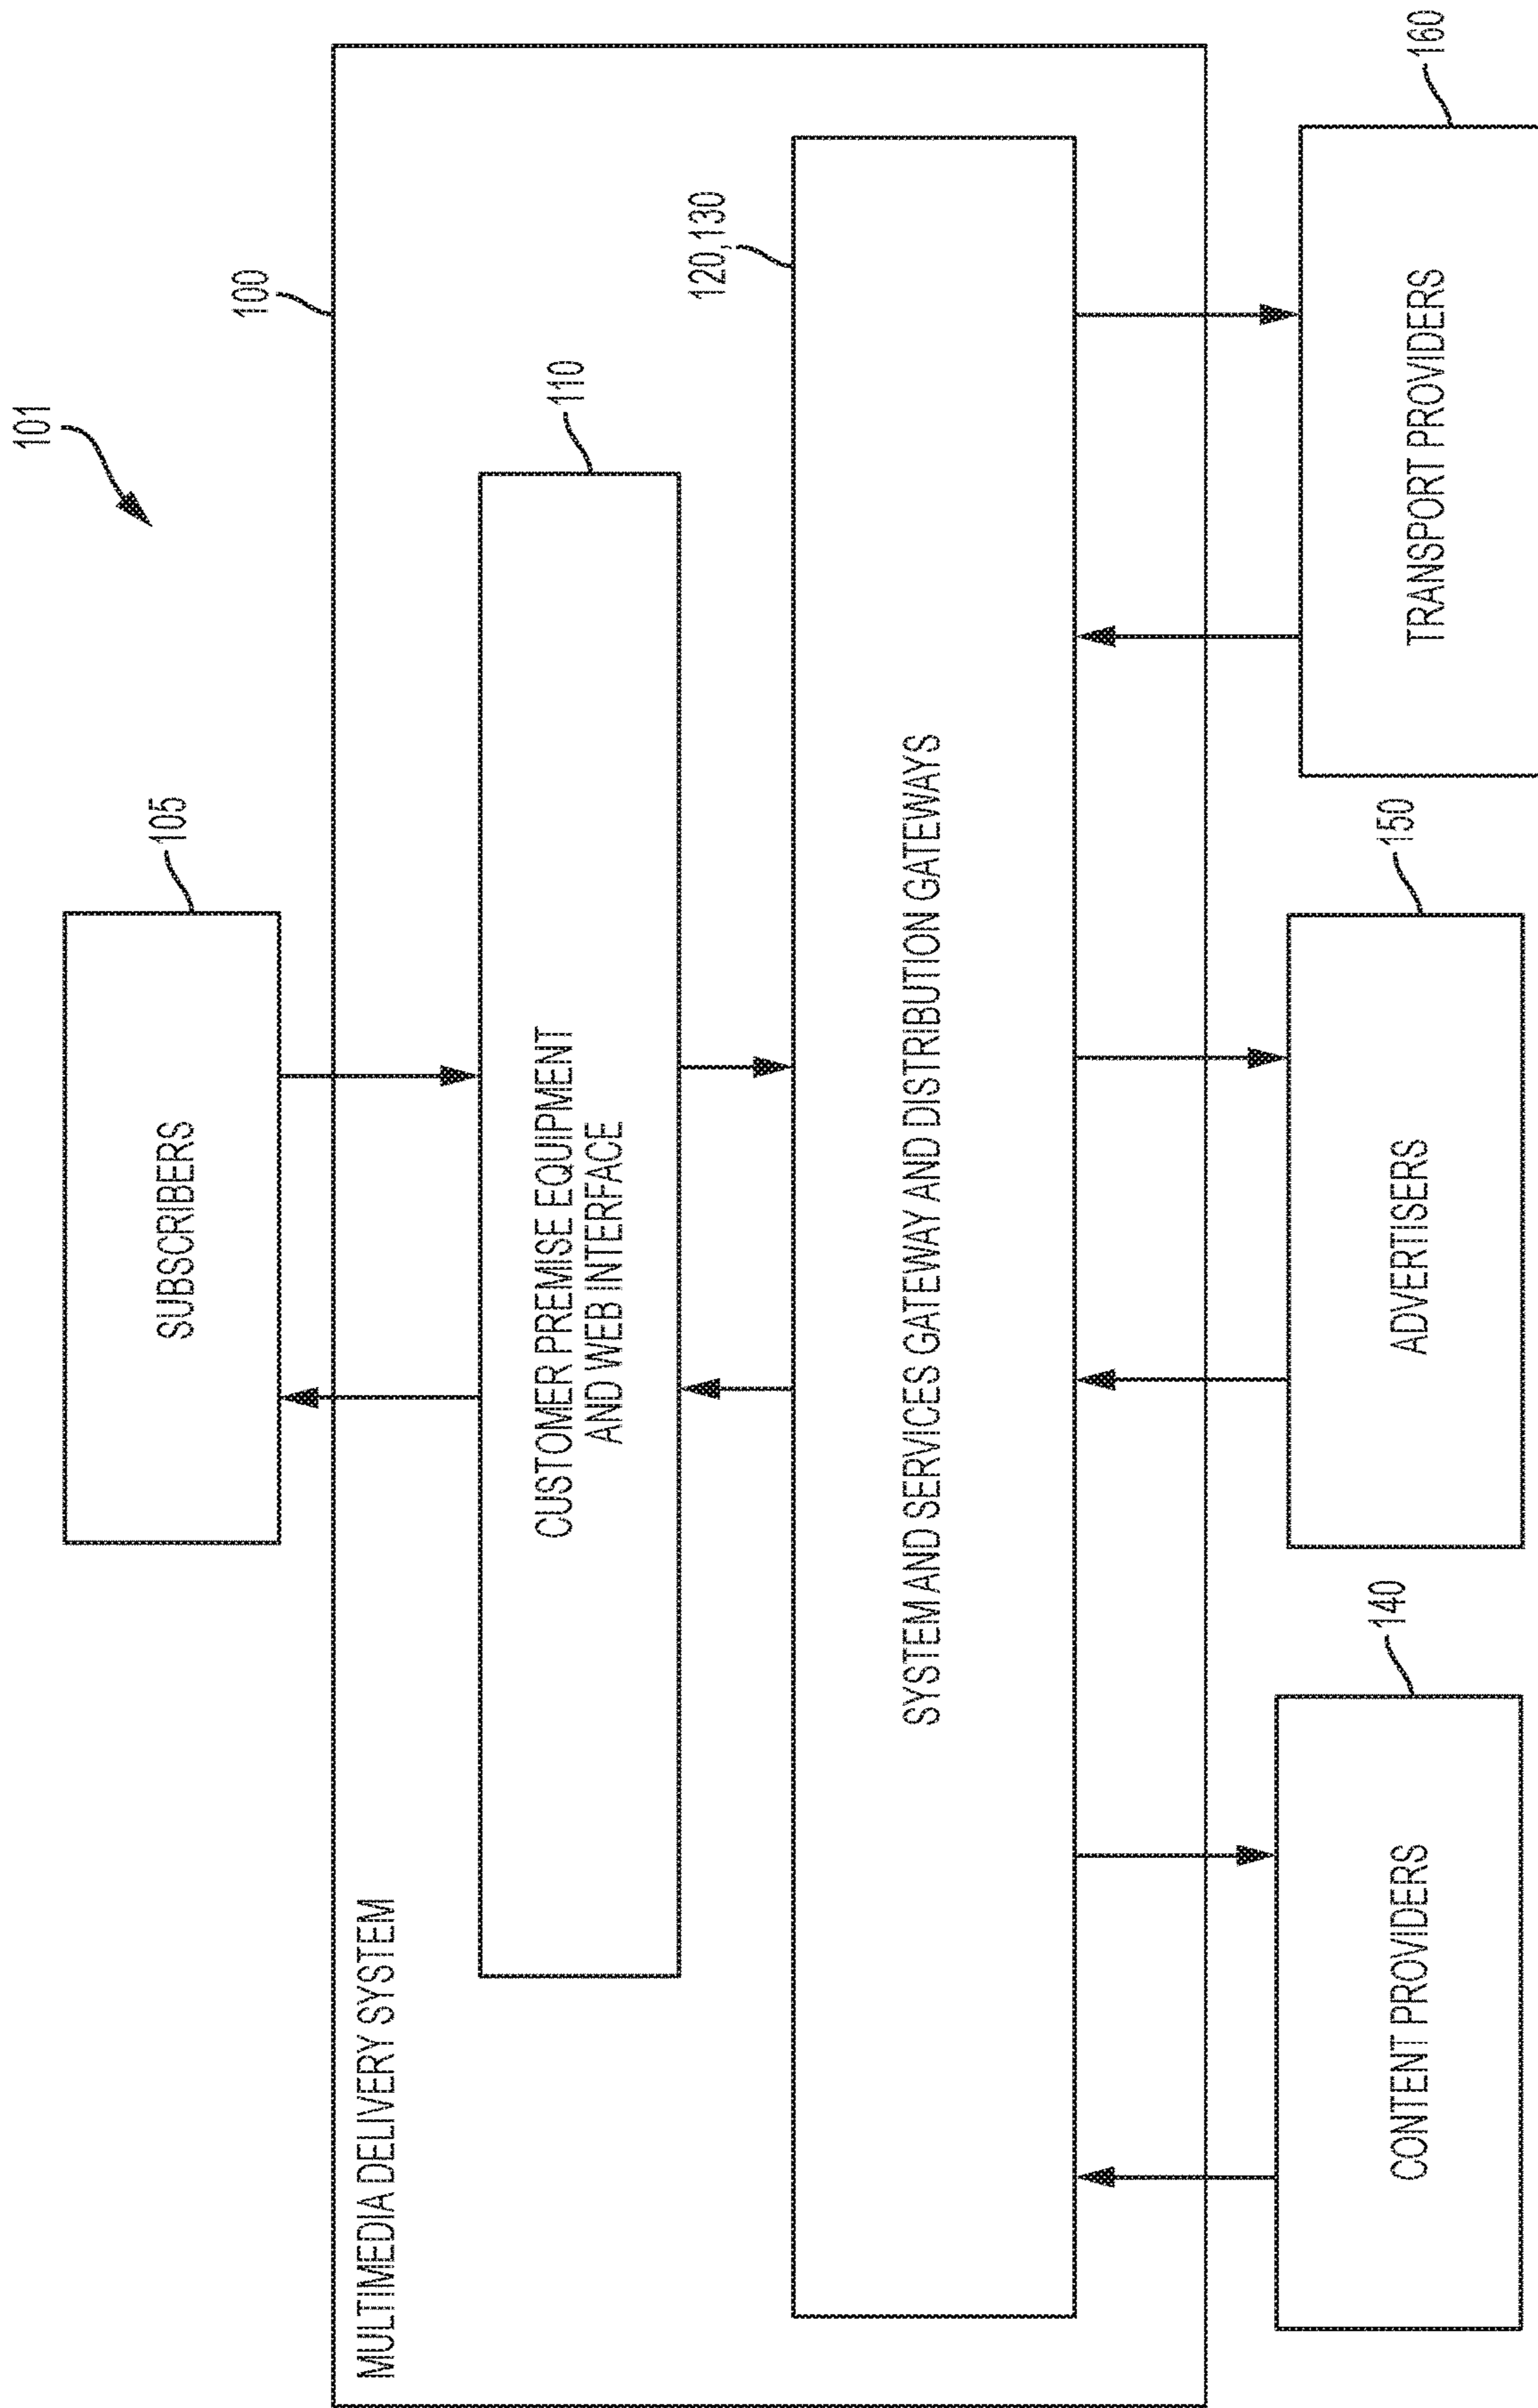 101
SUBSCRIBERS
105
100
MULTIMEDIA DELIVERY SYSTEM
110
CUSTOMER PREMISE EQUIPMENT
AND WEB INTERFACE
120,130
SYSTEM AND SERVICES GATEWAY AND DISTRIBUTION GATEWAYS
140
CONTENT PROVIDERS
150
ADVERTISERS
160
TRANSPORT PROVIDERS